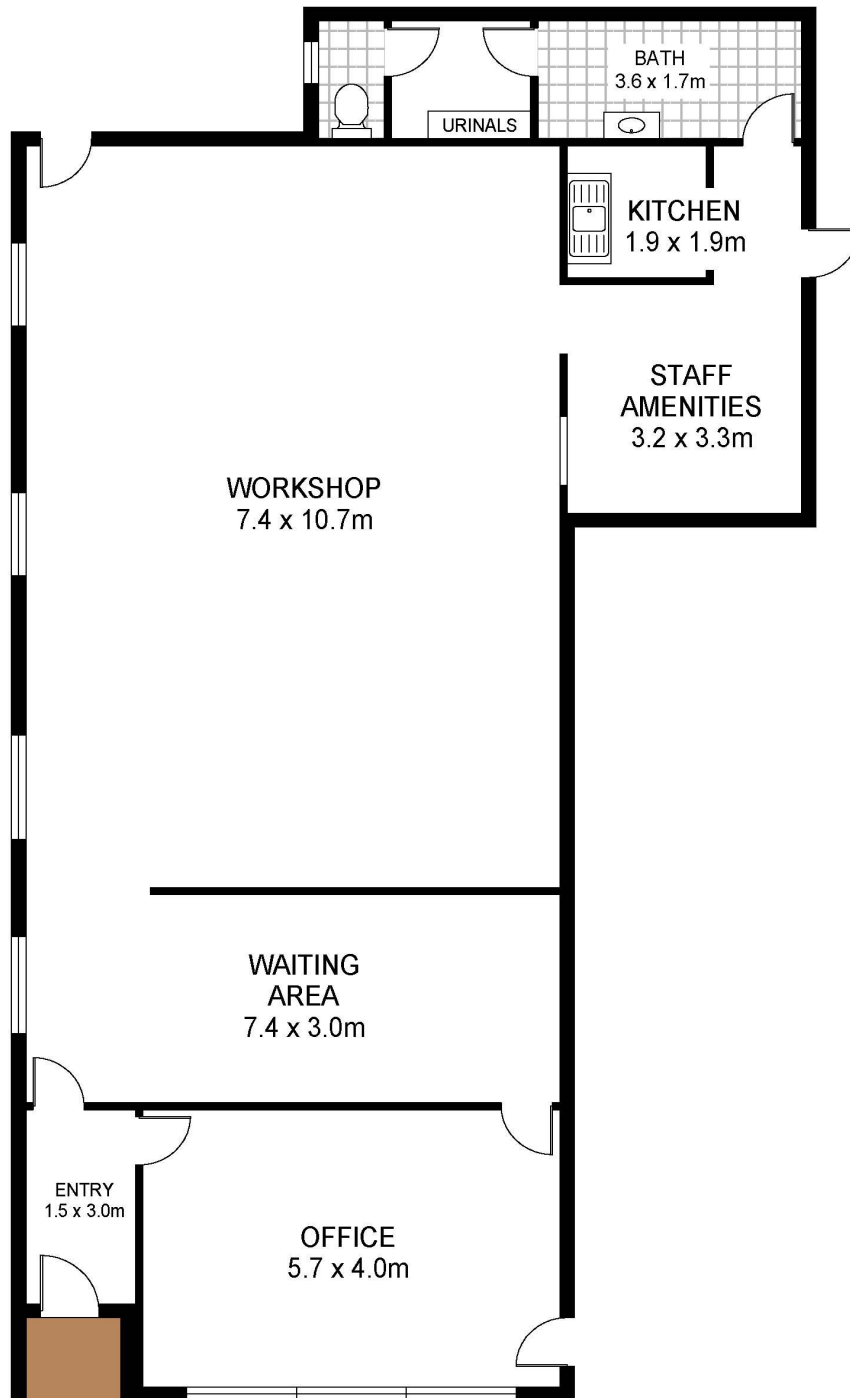 BATH
3.6 x 1.7m
URINALS
KITCHEN
1.9 x 1.9m
STAFF
AMENITIES
3.2 x 3.3m
WORKSHOP
7.4 x 10.7m
WAITING
AREA
7.4 x 3.0m
ENTRY
1.5 x 3.0m
OFFICE
5.7 x 4.0m